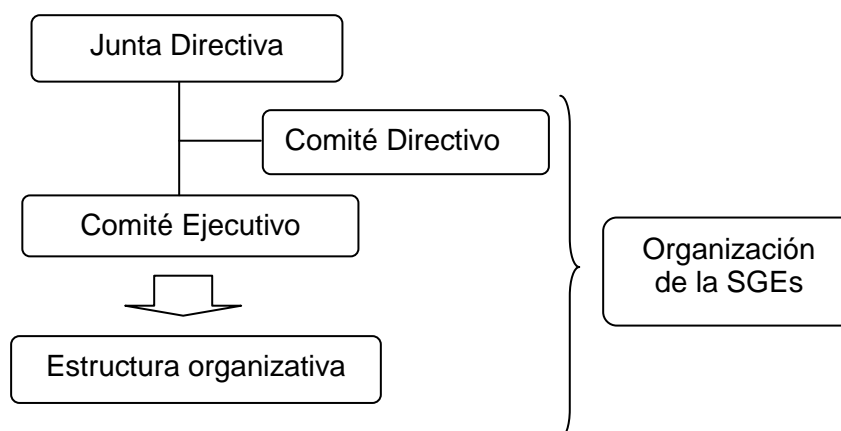 Junta Directiva
Comité Directivo
Comité Ejecutivo
Organización
de la SGEs
Estructura organizativa